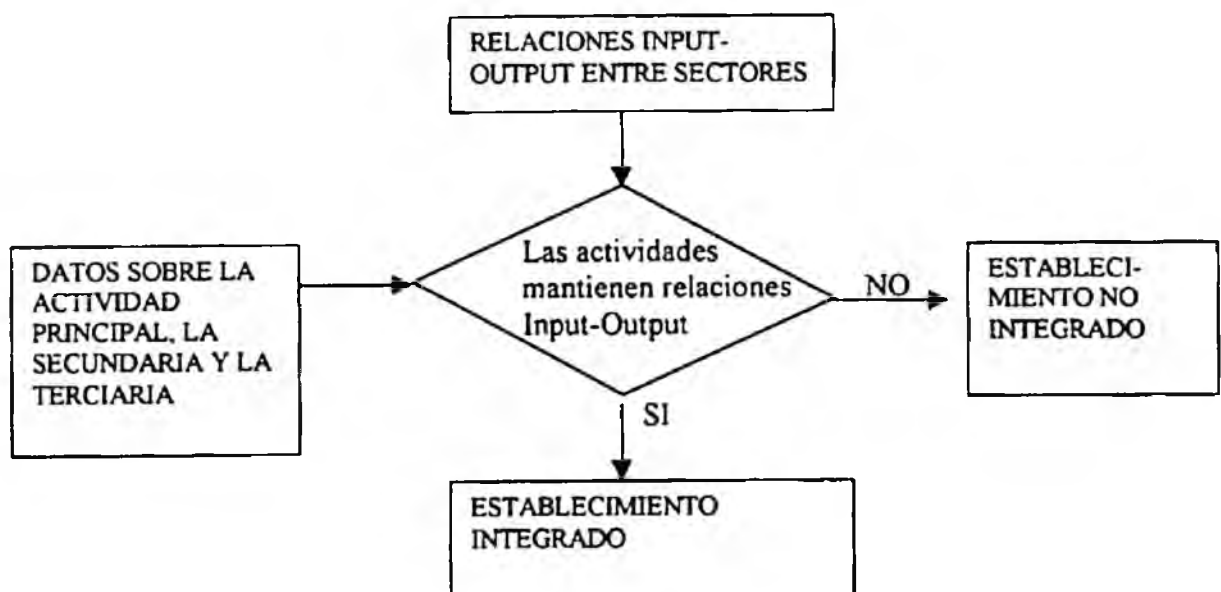 RELACIONES INPUT-
OUTPUT ENTRE SECTORES
DATOS SOBRE LA
ACTIVIDAD
PRINCIPAL, LA
SECUNDARIA Y LA
TERCIARIA
Las actividades
mantienen relaciones
Input-Output
NO
ESTABLECI-
MIENTO NO
INTEGRADO
SI
ESTABLECIMIENTO
INTEGRADO